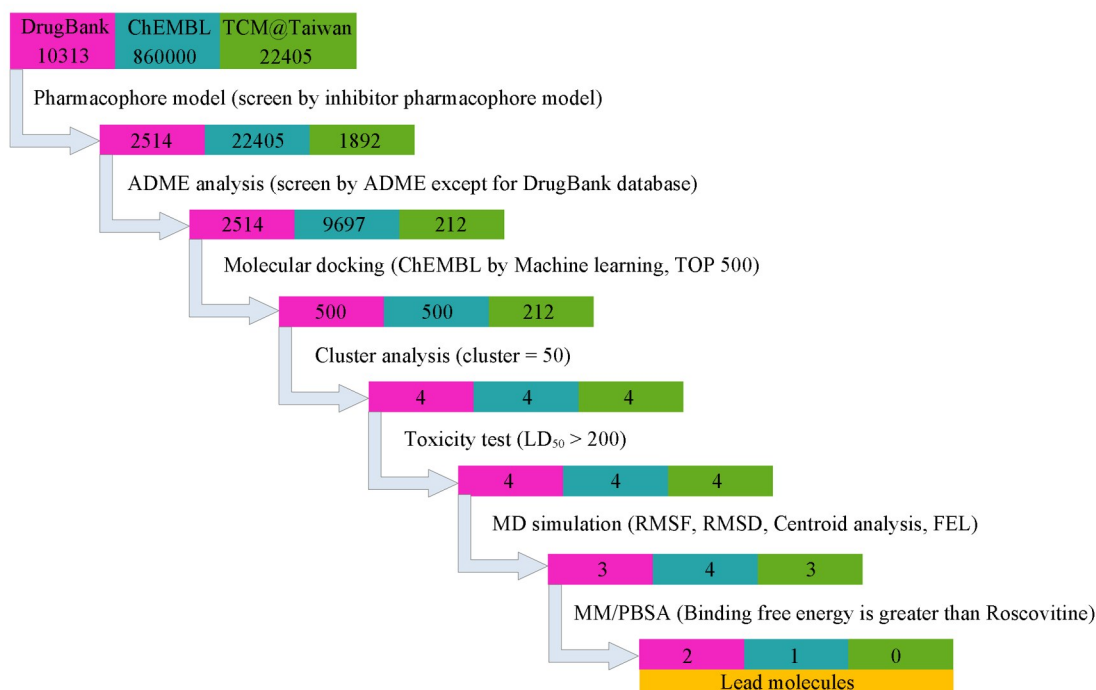 DrugBank ChEMBL TCM@Taiwan
10313 860000 22405
Pharmacophore model (screen by inhibitor pharmacophore model)
2514 22405 1892
ADME analysis (screen by ADME except for DrugBank database)
2514 9697 212
Molecular docking (ChEMBL by Machine learning, TOP 500)
500 500 212
Cluster analysis (cluster = 50)
4 4 4
Toxicity test (LD₅₀ > 200)
4 4 4
MD simulation (RMSF, RMSD, Centroid analysis, FEL)
3 4 3
MM/PBSA (Binding free energy is greater than Roscovitine)
2 1 0
Lead molecules